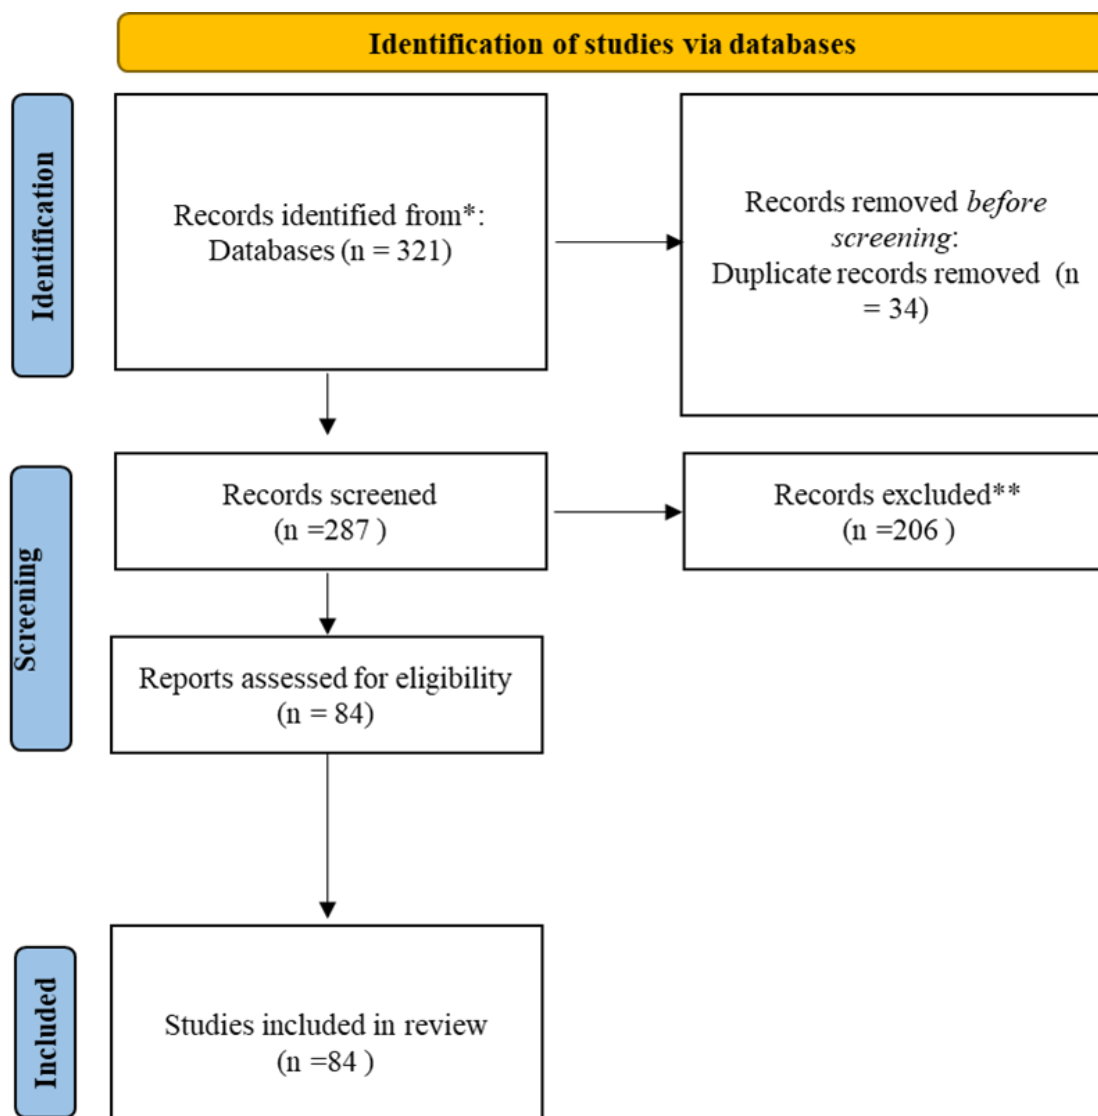 Identification of studies via databases
Identification
Records identified from*:
Databases (n = 321)
Records removed before
screening:
Duplicate records removed  (n
= 34)
Screening
Records screened
(n =287 )
Records excluded**
(n =206 )
Reports assessed for eligibility
(n = 84)
Included
Studies included in review
(n =84 )